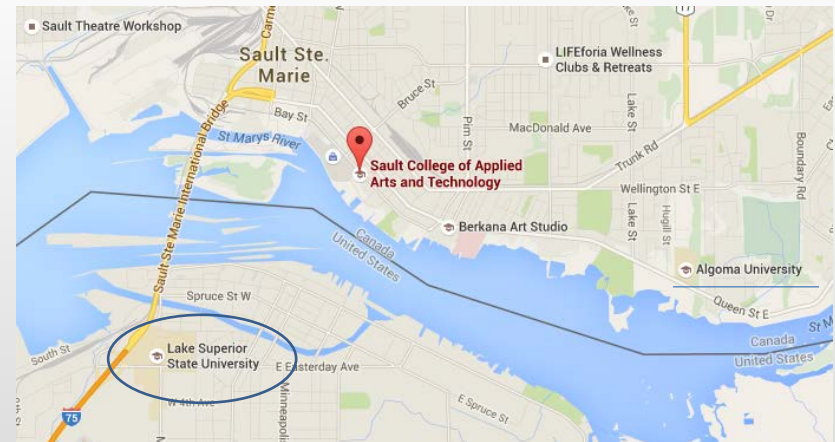 Sault Theatre Workshop
Sault Ste.
Marie
LIFEforia Wellness
Clubs & Retreats
Bruce St
Bay St
Pim St
Lake St
MacDonald Ave
St Marys River
Sault Ste Marie International Bridge
Sault College of Applied
Arts and Technology
Trunk Rd
Boundary Rd
Wellington St E
Lake St
Hugill St
Berkana Art Studio
Canada
United States
Algoma University
Queen St E
Spruce St W
St M
Canada
United States
South St
Lake Superior
State University
E Easterday Ave
W 4th Ave
Minneapolis
E Spruce St
75